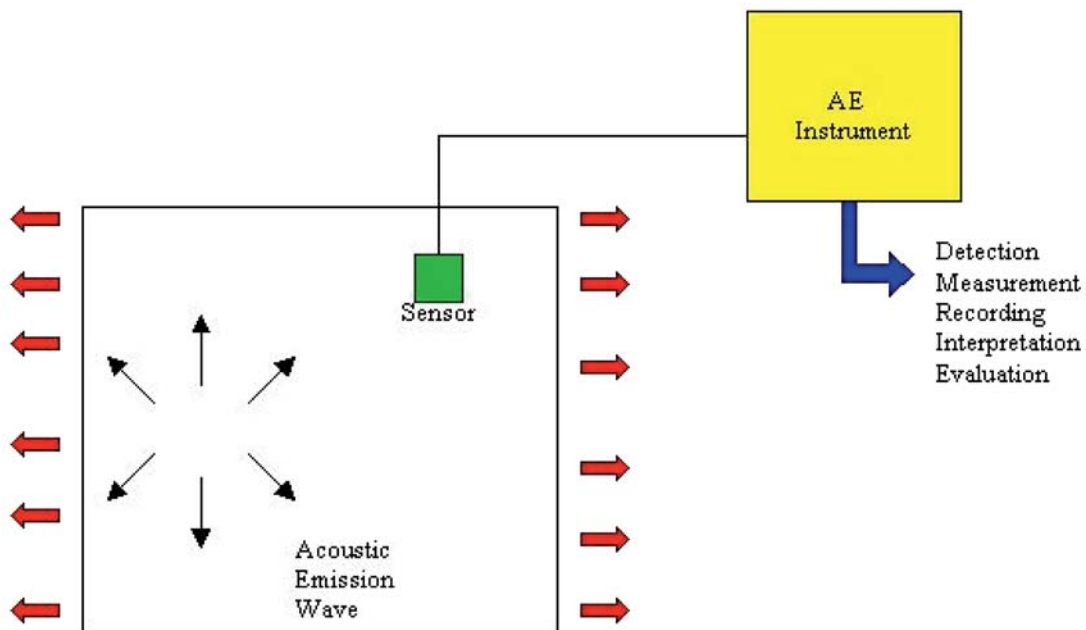 AE
Instrument
Detection
Measurement
Recording
Interpretation
Evaluation
Sensor
Acoustic
Emission
Wave